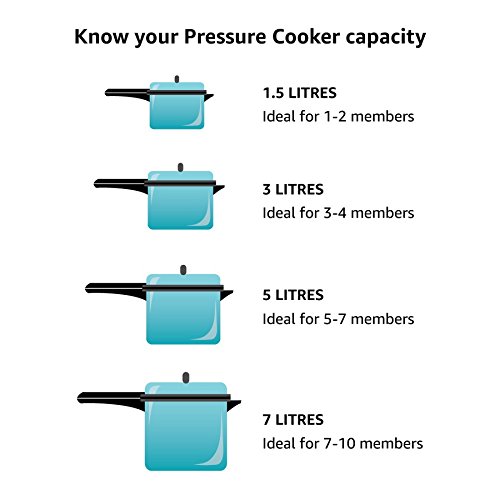 Know your Pressure Cooker capacity
1.5 LITRES
Ideal for 1-2 members
3 LITRES
Ideal for 3-4 members
5 LITRES
Ideal for 5-7 members
7 LITRES
Ideal for 7-10 members